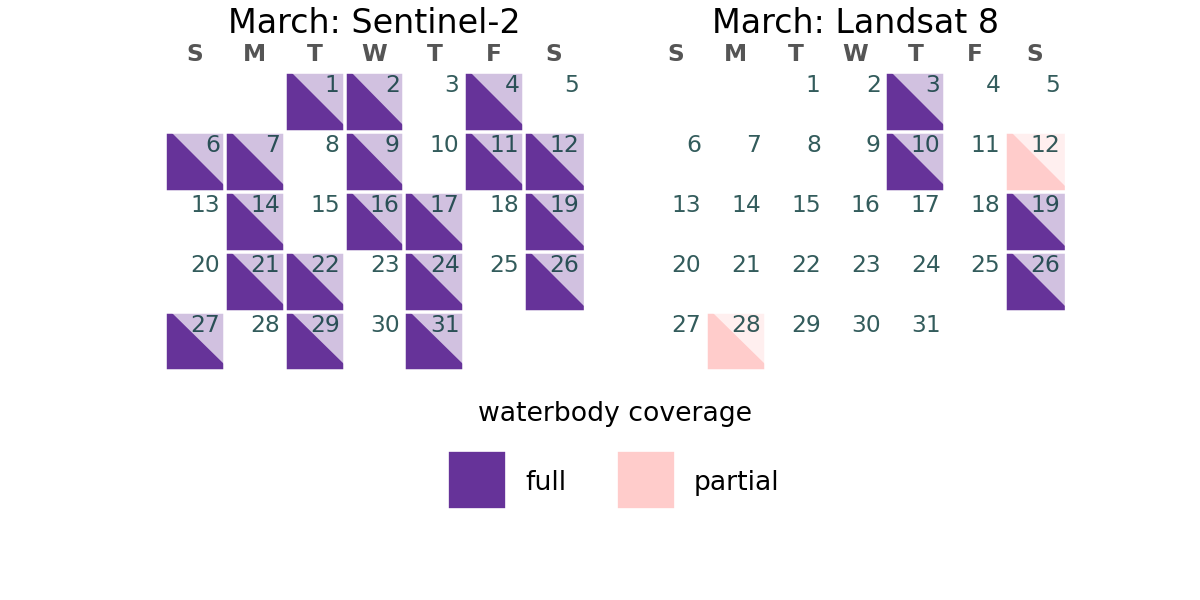 March: Sentinel-2
S M T W T F S
1 2 3 4 5
6 7 8 9 10 11 12
13 14 15 16 17 18 19
20 21 22 23 24 25 26
27 28 29 30 31
March: Landsat 8
S M T W T F S
1 2 3 4 5
6 7 8 9 10 11 12
13 14 15 16 17 18 19
20 21 22 23 24 25 26
27 28 29 30 31
waterbody coverage
full
partial